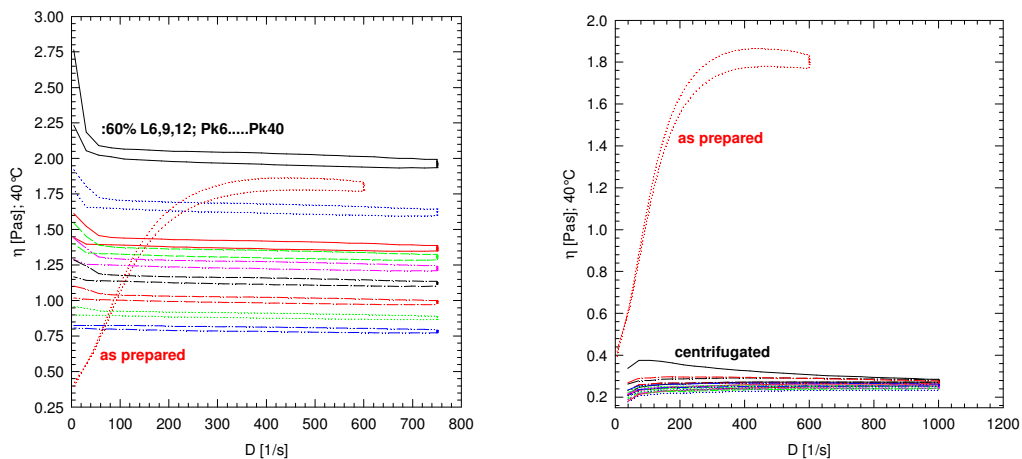 3.00
2.75
2.50
2.25
2.00
1.75
1.50
1.25
1.00
0.75
0.50
0.25
η [Pas]; 40°C
:60% L6,9,12; Pk6.....Pk40
as prepared
0 100 200 300 400 500 600 700 800
D [1/s]
2.0
1.8
1.6
1.4
1.2
1.0
0.8
0.6
0.4
0.2
η [Pas]; 40°C
as prepared
centrifugated
0 200 400 600 800 1000 1200
D [1/s]